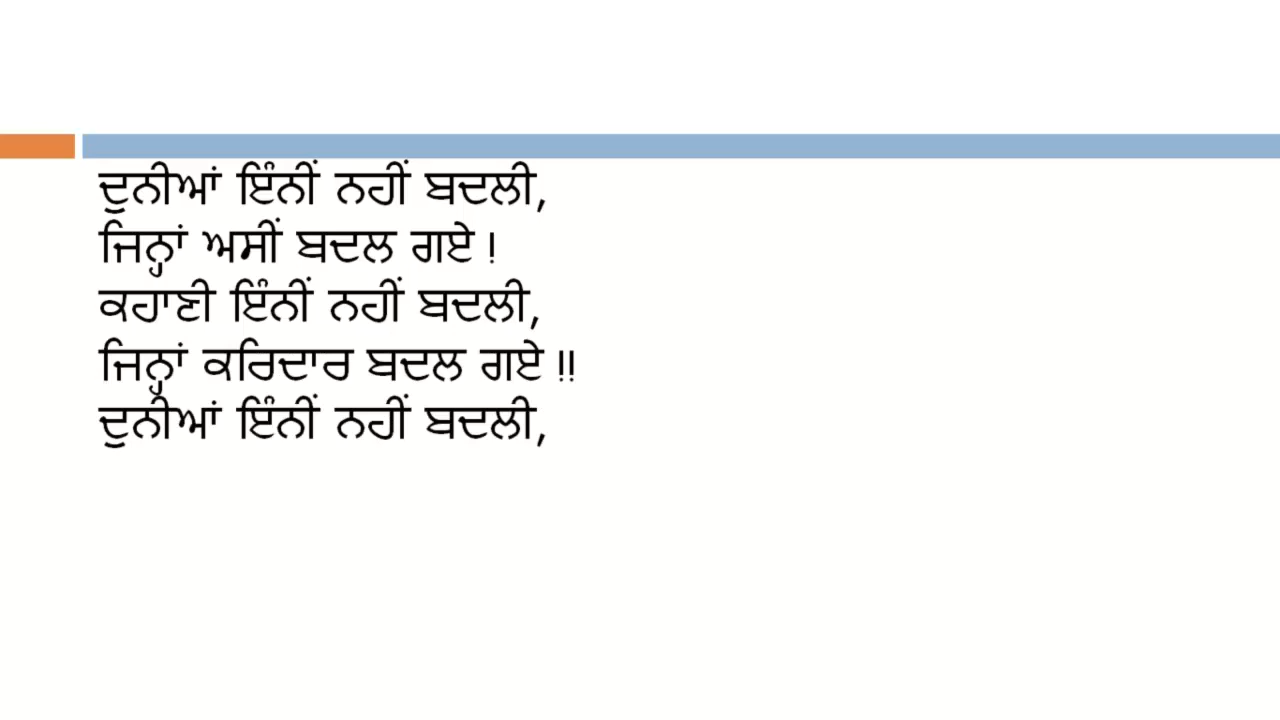 ਦੁਨੀਆਂ ਇੰਨੀਂ ਨਹੀਂ ਬਦਲੀ,
ਜਿਨ੍ਹਾਂ ਅਸੀਂ ਬਦਲ ਗਏ !
ਕਹਾਣੀ ਇੰਨੀਂ ਨਹੀਂ ਬਦਲੀ,
ਜਿਨ੍ਹਾਂ ਕਰਿਦਾਰ ਬਦਲ ਗਏ !!
ਦੁਨੀਆਂ ਇੰਨੀਂ ਨਹੀਂ ਬਦਲੀ,